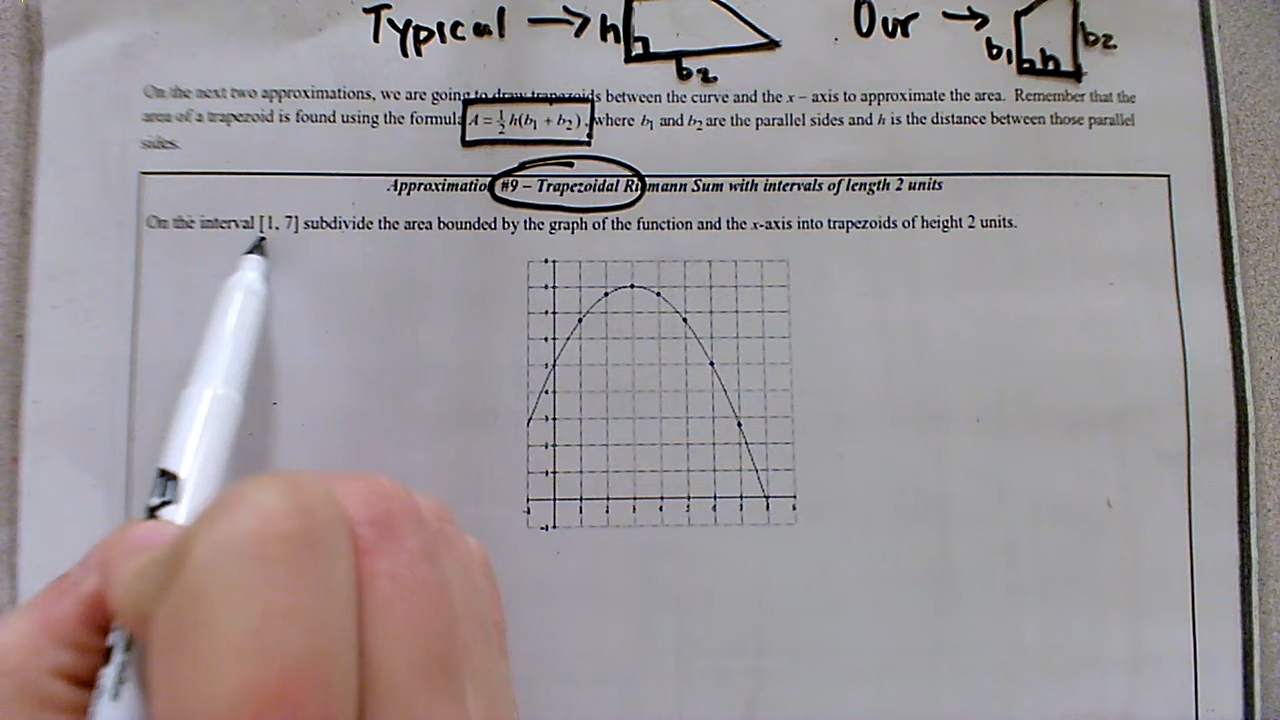 Typical → h
b₂
Our → b₁ h b₂
On the next two approximations, we are going to draw trapezoids between the curve and the x – axis to approximate the area. Remember that the
area of a trapezoid is found using the formula A = ½ h(b₁ + b₂), where b₁ and b₂ are the parallel sides and h is the distance between those parallel
sides.
Approximation #9 – Trapezoidal Riemann Sum with intervals of length 2 units
On the interval [1, 7] subdivide the area bounded by the graph of the function and the x-axis into trapezoids of height 2 units.